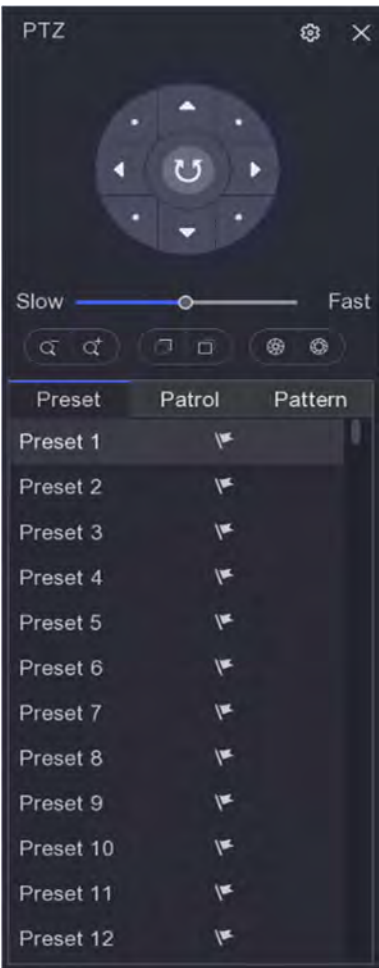 PTZ
Slow Fast
Preset Patrol Pattern
Preset 1
Preset 2
Preset 3
Preset 4
Preset 5
Preset 6
Preset 7
Preset 8
Preset 9
Preset 10
Preset 11
Preset 12